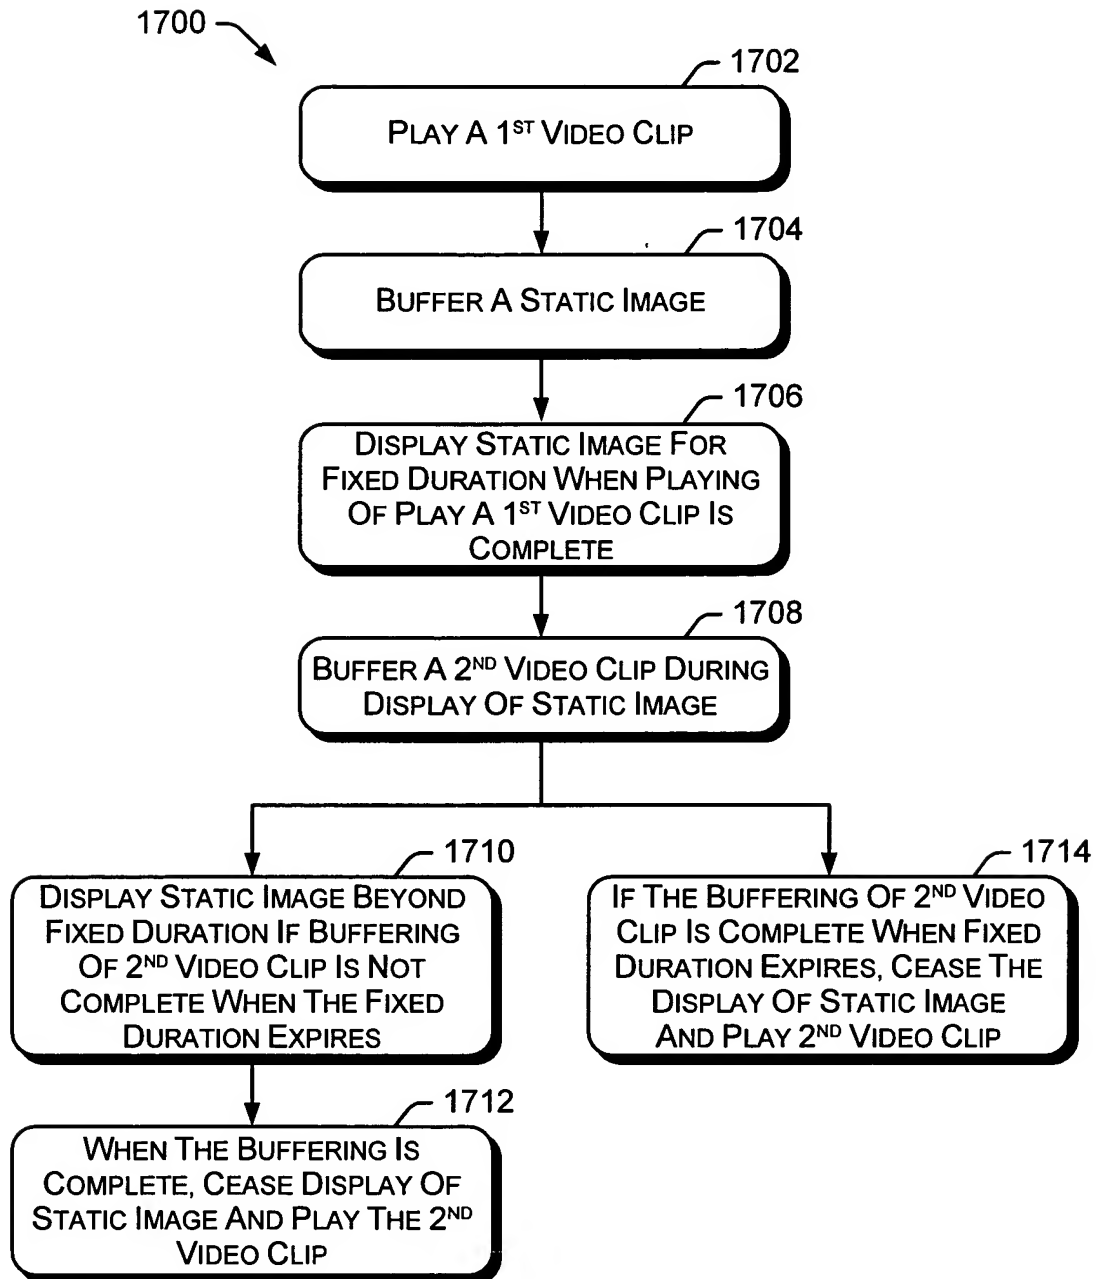 1700
1702
PLAY A 1ST VIDEO CLIP
1704
BUFFER A STATIC IMAGE
1706
DISPLAY STATIC IMAGE FOR
FIXED DURATION WHEN PLAYING
OF PLAY A 1ST VIDEO CLIP IS
COMPLETE
1708
BUFFER A 2ND VIDEO CLIP DURING
DISPLAY OF STATIC IMAGE
1710
DISPLAY STATIC IMAGE BEYOND
FIXED DURATION IF BUFFERING
OF 2ND VIDEO CLIP IS NOT
COMPLETE WHEN THE FIXED
DURATION EXPIRES
1714
IF THE BUFFERING OF 2ND VIDEO
CLIP IS COMPLETE WHEN FIXED
DURATION EXPIRES, CEASE THE
DISPLAY OF STATIC IMAGE
AND PLAY 2ND VIDEO CLIP
1712
WHEN THE BUFFERING IS
COMPLETE, CEASE DISPLAY OF
STATIC IMAGE AND PLAY THE 2ND
VIDEO CLIP